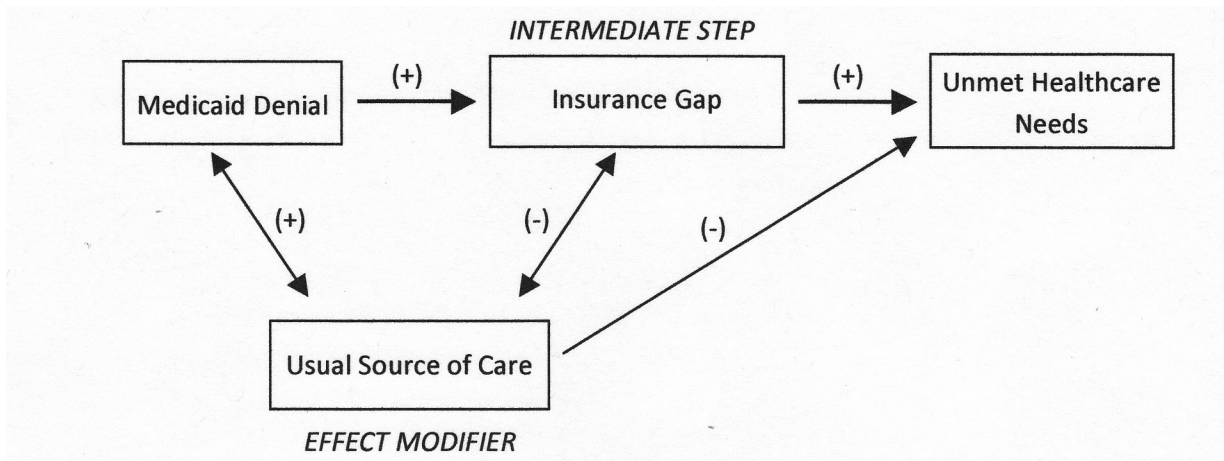 INTERMEDIATE STEP
Medicaid Denial
(+)
Insurance Gap
(+)
Unmet Healthcare
Needs
(+)
(-)
(-)
Usual Source of Care
EFFECT MODIFIER